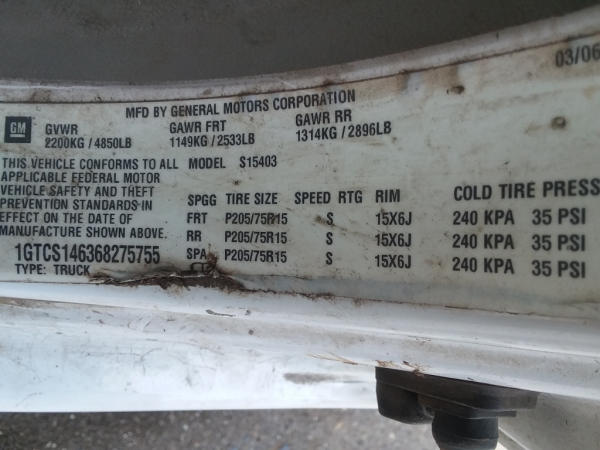 03/06
MFD BY GENERAL MOTORS CORPORATION
GM GVWR GAWR FRT GAWR RR
2200KG / 4850LB 1149KG / 2533LB 1314KG / 2896LB
THIS VEHICLE CONFORMS TO ALL MODEL S15403
APPLICABLE FEDERAL MOTOR
VEHICLE SAFETY AND THEFT SPGG TIRE SIZE SPEED RTG RIM COLD TIRE PRESS
PREVENTION STANDARDS IN
EFFECT ON THE DATE OF FRT P205/75R15 S 15X6J 240 KPA 35 PSI
MANUFACTURE SHOWN ABOVE. RR P205/75R15 S 15X6J 240 KPA 35 PSI
1GTCS146368275755 SPA P205/75R15 S 15X6J 240 KPA 35 PSI
TYPE: TRUCK